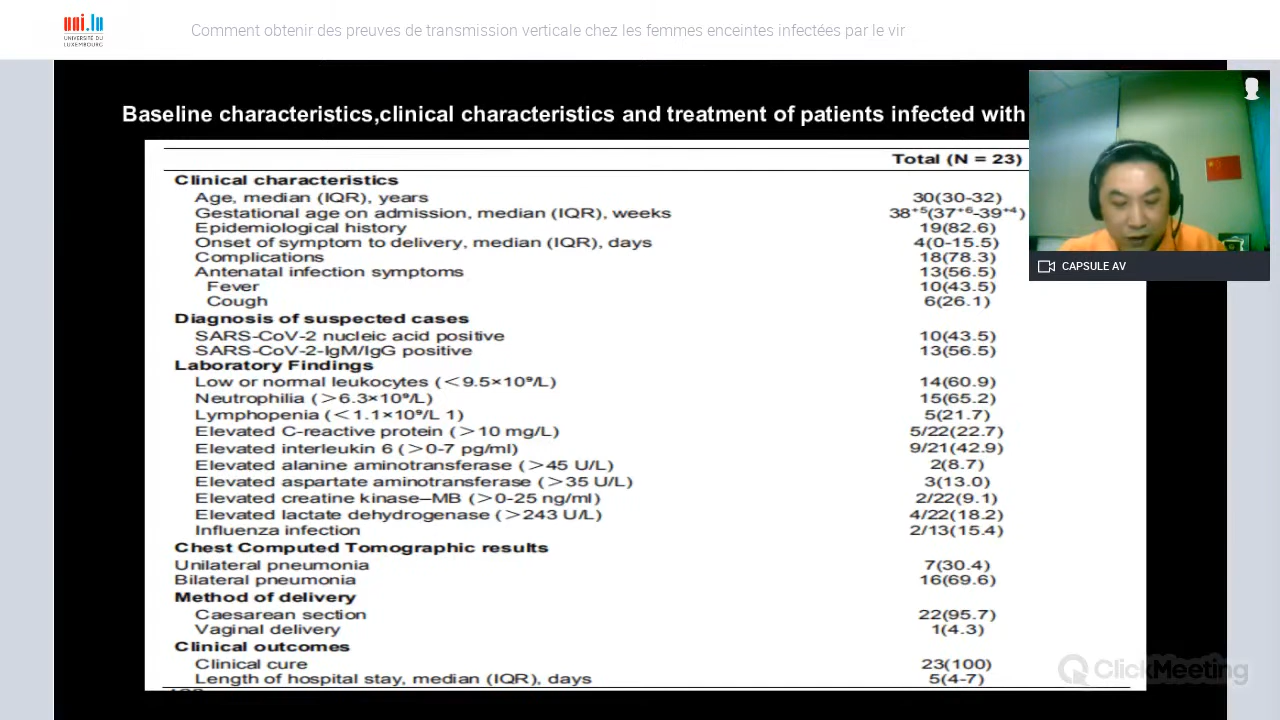 uni.lu
UNIVERSITÉ DU
LUXEMBOURG
Comment obtenir des preuves de transmission verticale chez les femmes enceintes infectées par le vir
Baseline characteristics,clinical characteristics and treatment of patients infected with
Total (N = 23)
Clinical characteristics
Age, median (IQR), years 30(30-32)
Gestational age on admission, median (IQR), weeks 38⁺⁵(37⁺⁶-39⁺⁴)
Epidemiological history 19(82.6)
Onset of symptom to delivery, median (IQR), days 4(0-15.5)
Complications 18(78.3)
Antenatal infection symptoms 13(56.5)
Fever 10(43.5)
Cough 6(26.1)
Diagnosis of suspected cases
SARS-CoV-2 nucleic acid positive 10(43.5)
SARS-CoV-2-IgM/IgG positive 13(56.5)
Laboratory Findings
Low or normal leukocytes (<9.5×10⁹/L) 14(60.9)
Neutrophilia (>6.3×10⁹/L) 15(65.2)
Lymphopenia (<1.1×10⁹/L 1) 5(21.7)
Elevated C-reactive protein (>10 mg/L) 5/22(22.7)
Elevated interleukin 6 (>0-7 pg/ml) 9/21(42.9)
Elevated alanine aminotransferase (>45 U/L) 2(8.7)
Elevated aspartate aminotransferase (>35 U/L) 3(13.0)
Elevated creatine kinase–MB (>0-25 ng/ml) 2/22(9.1)
Elevated lactate dehydrogenase (>243 U/L) 4/22(18.2)
Influenza infection 2/13(15.4)
Chest Computed Tomographic results
Unilateral pneumonia 7(30.4)
Bilateral pneumonia 16(69.6)
Method of delivery
Caesarean section 22(95.7)
Vaginal delivery 1(4.3)
Clinical outcomes
Clinical cure 23(100)
Length of hospital stay, median (IQR), days 5(4-7)
CAPSULE AV
ClickMeeting